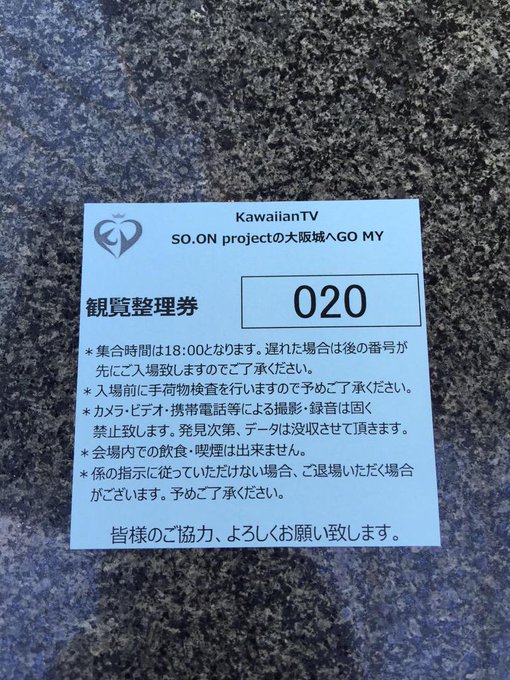 KawaiianTV
SO.ON projectの大阪城へGO MY
観覧整理券
020
＊集合時間は18:00となります。遅れた場合は後の番号が
先にご入場致しますのでご了承ください。
＊入場前に手荷物検査を行いますので予めご了承ください。
＊カメラ・ビデオ・携帯電話等による撮影・録音は固く
禁止致します。発見次第、データは没収させて頂きます。
＊会場内での飲食・喫煙は出来ません。
＊係の指示に従っていただけない場合、ご退場いただく場合
がございます。予めご了承ください。
皆様のご協力、よろしくお願い致します。